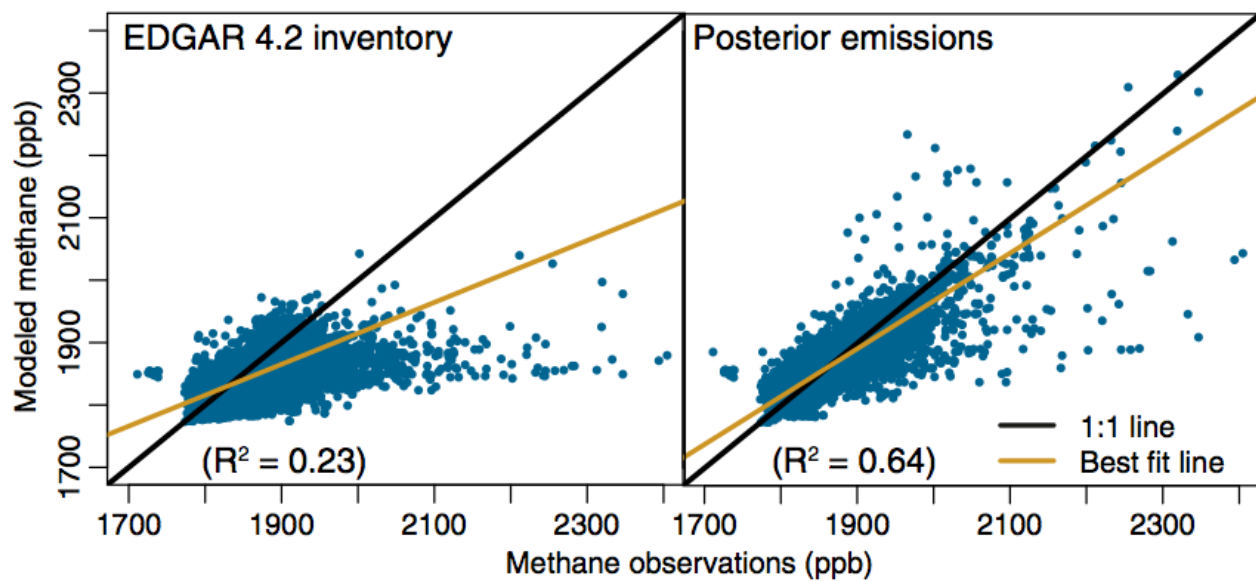 EDGAR 4.2 inventory
Posterior emissions
Modeled methane (ppb)
2300
2100
1900
1700
(R² = 0.23)
(R² = 0.64)
1:1 line
Best fit line
1700 1900 2100 2300 1700 1900 2100 2300
Methane observations (ppb)